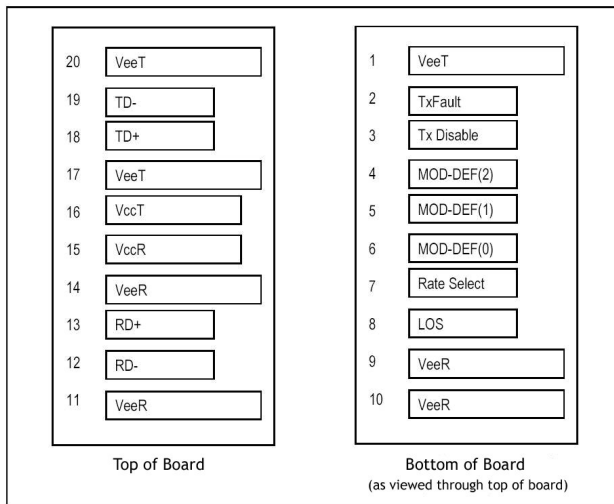 20 VeeT
19 TD-
18 TD+
17 VeeT
16 VccT
15 VccR
14 VeeR
13 RD+
12 RD-
11 VeeR
Top of Board
1 VeeT
2 TxFault
3 Tx Disable
4 MOD-DEF(2)
5 MOD-DEF(1)
6 MOD-DEF(0)
7 Rate Select
8 LOS
9 VeeR
10 VeeR
Bottom of Board
(as viewed through top of board)